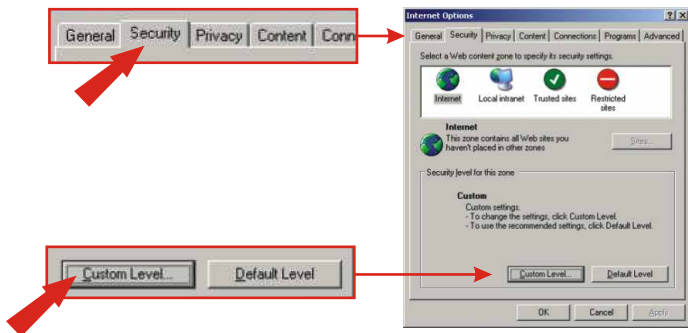 General Security Privacy Content Conn
Custom Level... Default Level
Internet Options
General Security Privacy Content Connections Programs Advanced
Select a Web content zone to specify its security settings.
Internet Local intranet Trusted sites Restricted
sites
Internet
This zone contains all Web sites you
haven't placed in other zones
Sites...
Security level for this zone
Custom
Custom settings.
- To change the settings, click Custom Level.
- To use the recommended settings, click Default Level.
Custom Level... Default Level
OK Cancel Apply